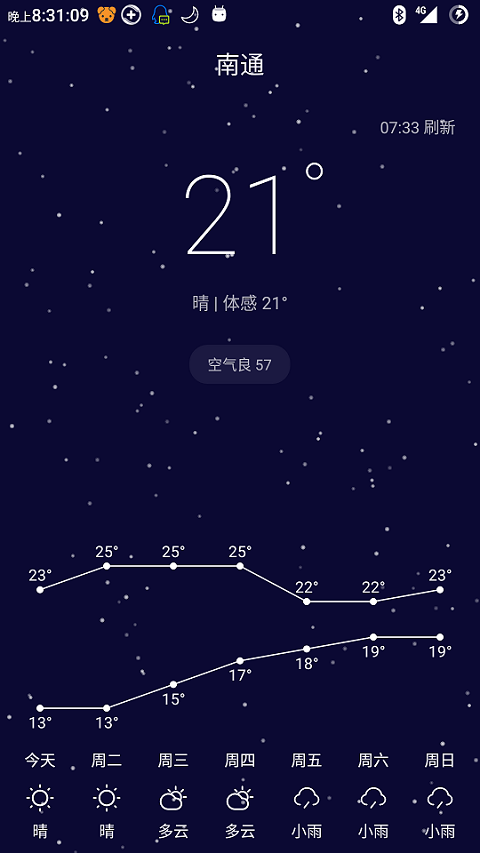 晚上8:31:09 4G
南通
07:33 刷新
21°
晴 | 体感 21°
空气良 57
23° 25° 25° 25° 22° 22° 23°
13° 13° 15° 17° 18° 19° 19°
今天 周二 周三 周四 周五 周六 周日
晴 晴 多云 多云 小雨 小雨 小雨